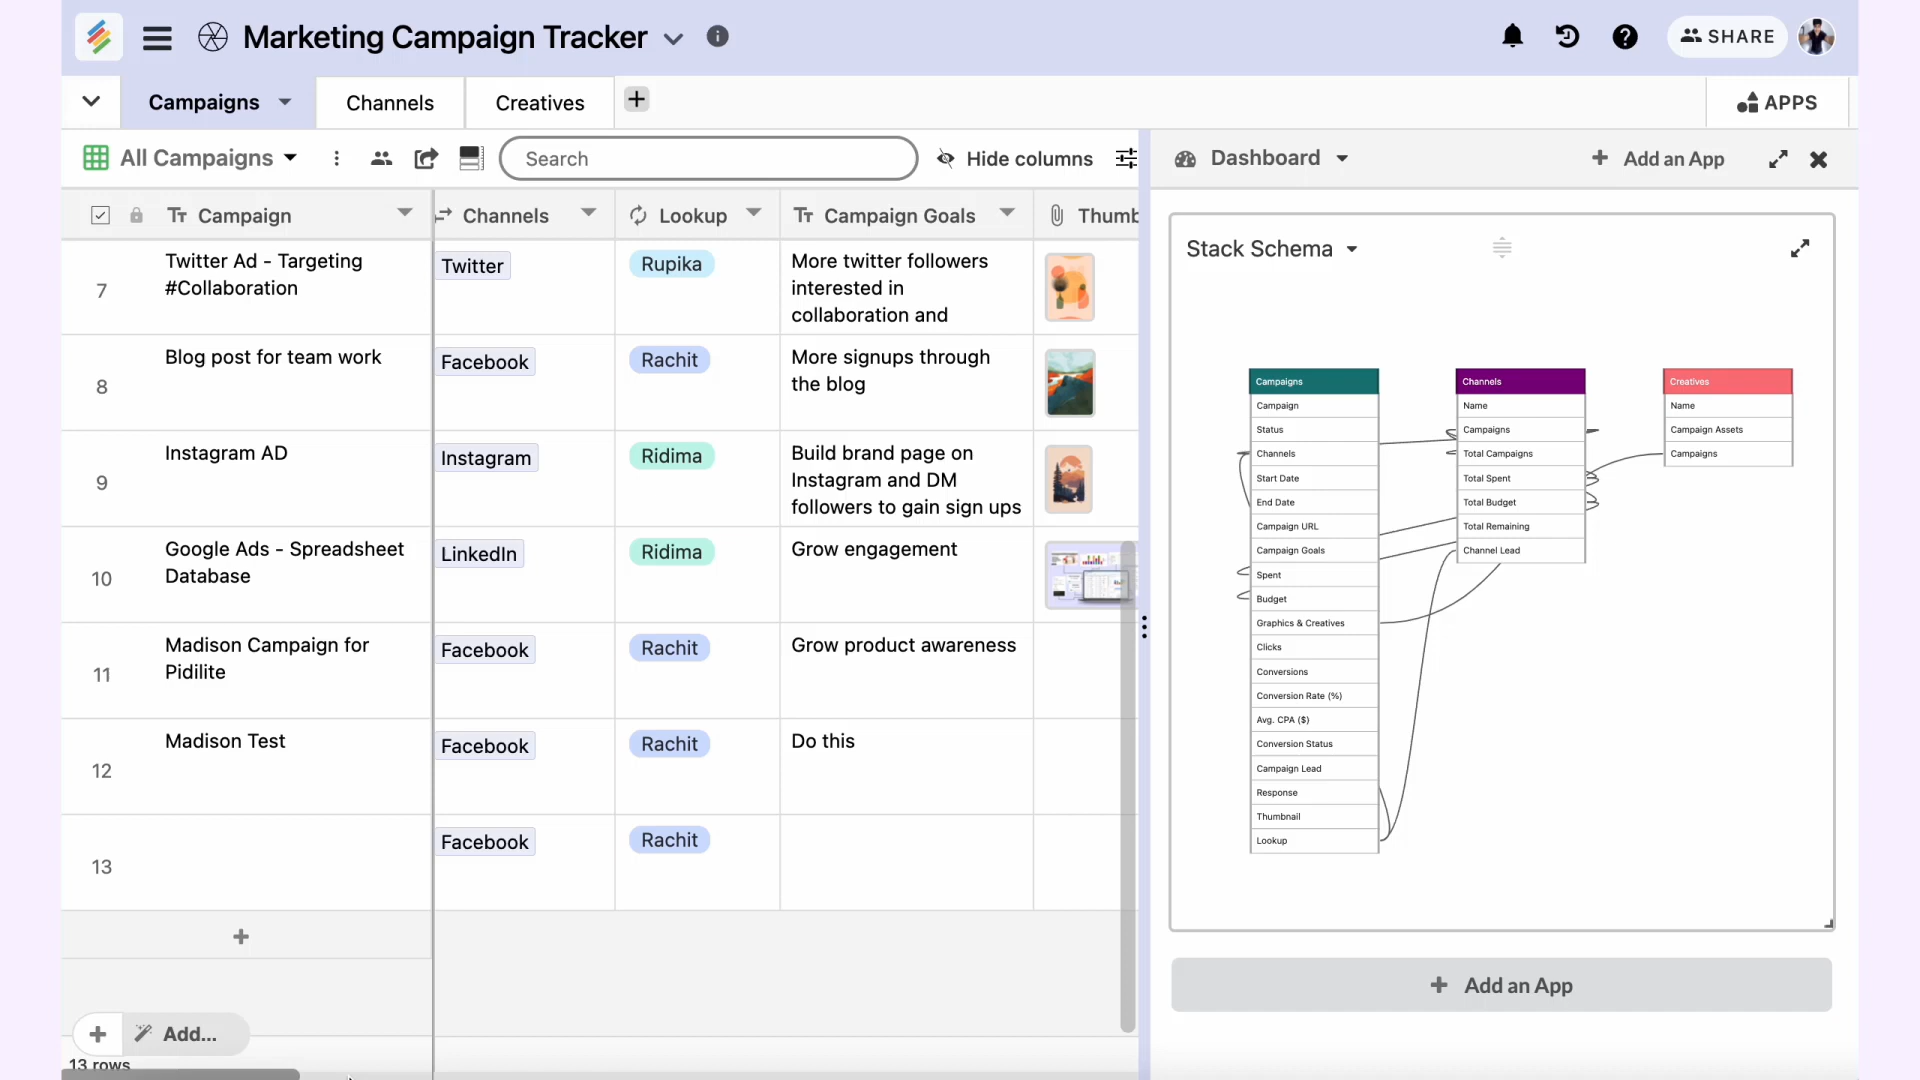 Marketing Campaign Tracker
SHARE
Campaigns
Channels
Creatives
APPS
All Campaigns
Search
Hide columns
Dashboard
Add an App
Campaign
Channels
Lookup
Campaign Goals
Thumb
7
Twitter Ad - Targeting
#Collaboration
Twitter
Rupika
More twitter followers
interested in
collaboration and
8
Blog post for team work
Facebook
Rachit
More signups through
the blog
9
Instagram AD
Instagram
Ridima
Build brand page on
Instagram and DM
followers to gain sign ups
10
Google Ads - Spreadsheet
Database
LinkedIn
Ridima
Grow engagement
11
Madison Campaign for
Pidilite
Facebook
Rachit
Grow product awareness
12
Madison Test
Facebook
Rachit
Do this
13
Facebook
Rachit
Add...
13 rows
Stack Schema
Campaigns
Campaign
Status
Channels
Start Date
End Date
Campaign URL
Campaign Goals
Spent
Budget
Graphics & Creatives
Clicks
Conversions
Conversion Rate (%)
Avg. CPA ($)
Conversion Status
Campaign Lead
Response
Thumbnail
Lookup
Channels
Name
Campaigns
Total Campaigns
Total Spent
Total Budget
Total Remaining
Channel Lead
Creatives
Name
Campaign Assets
Campaigns
Add an App